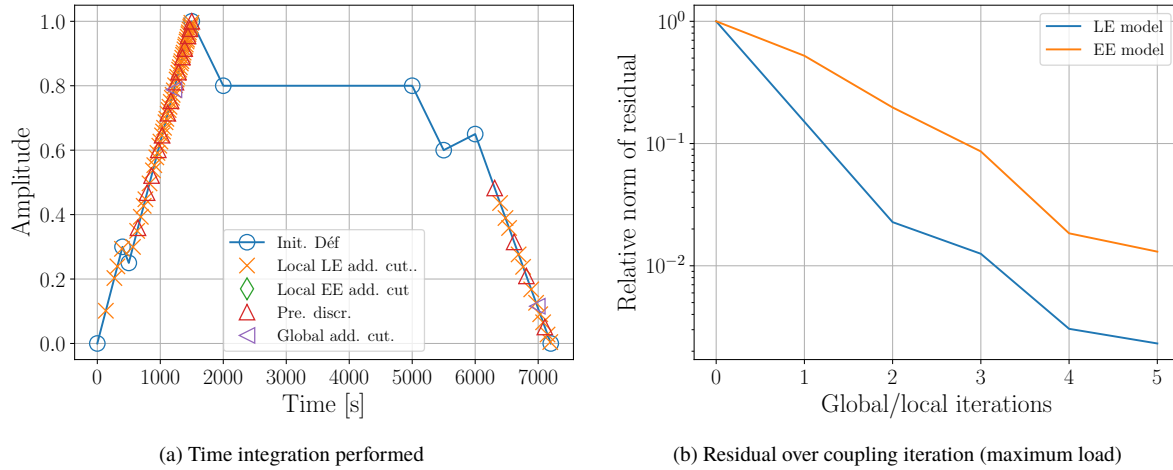 1.0
0.8
0.6
0.4
0.2
0.0
Amplitude
0 1000 2000 3000 4000 5000 6000 7000
Time [s]
Init. Déf
Local LE add. cut..
Local EE add. cut
Pre. discr.
Global add. cut.
(a) Time integration performed
10⁰
10⁻¹
10⁻²
Relative norm of residual
0 1 2 3 4 5
Global/local iterations
LE model
EE model
(b) Residual over coupling iteration (maximum load)